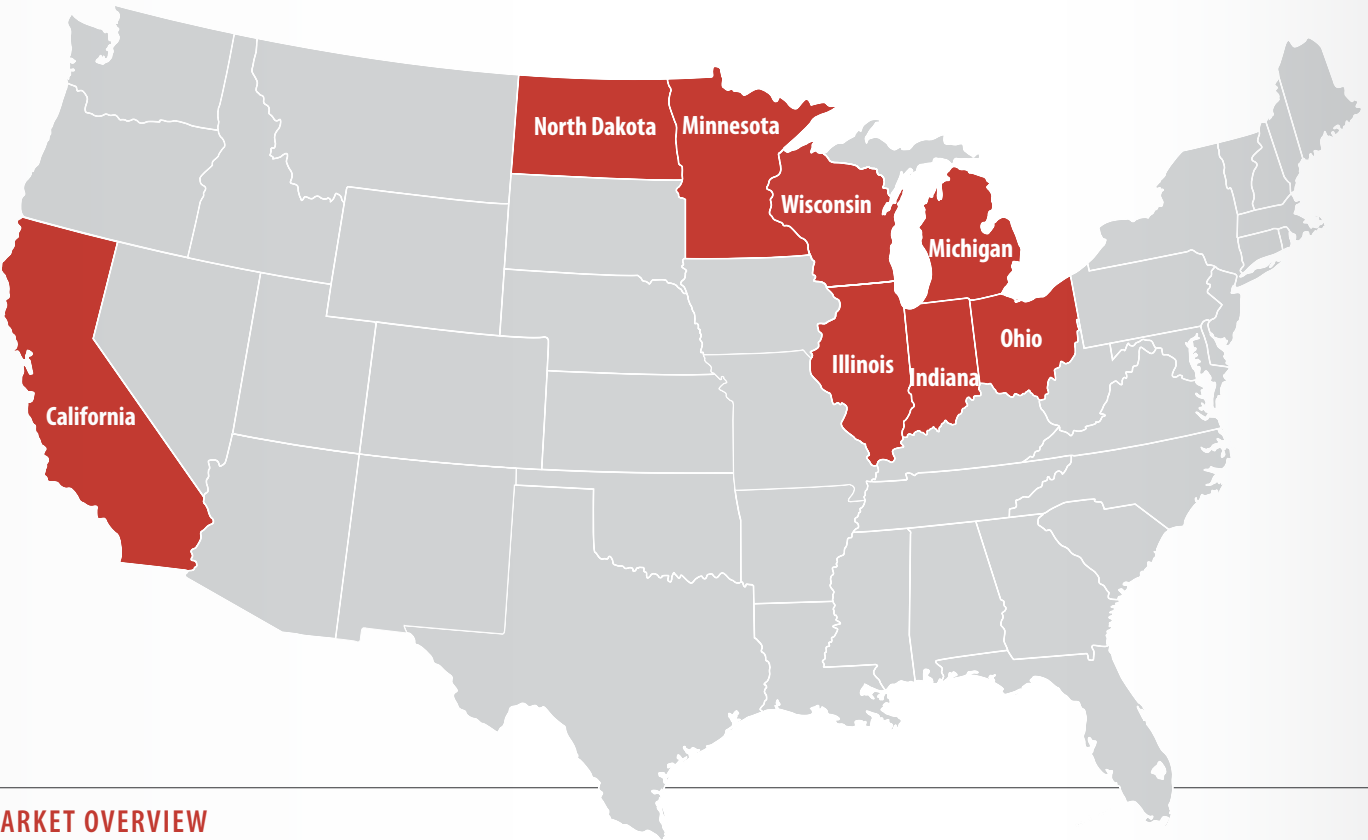 North Dakota
Minnesota
Wisconsin
Michigan
Ohio
Illinois
Indiana
California
ARKET OVERVIEW